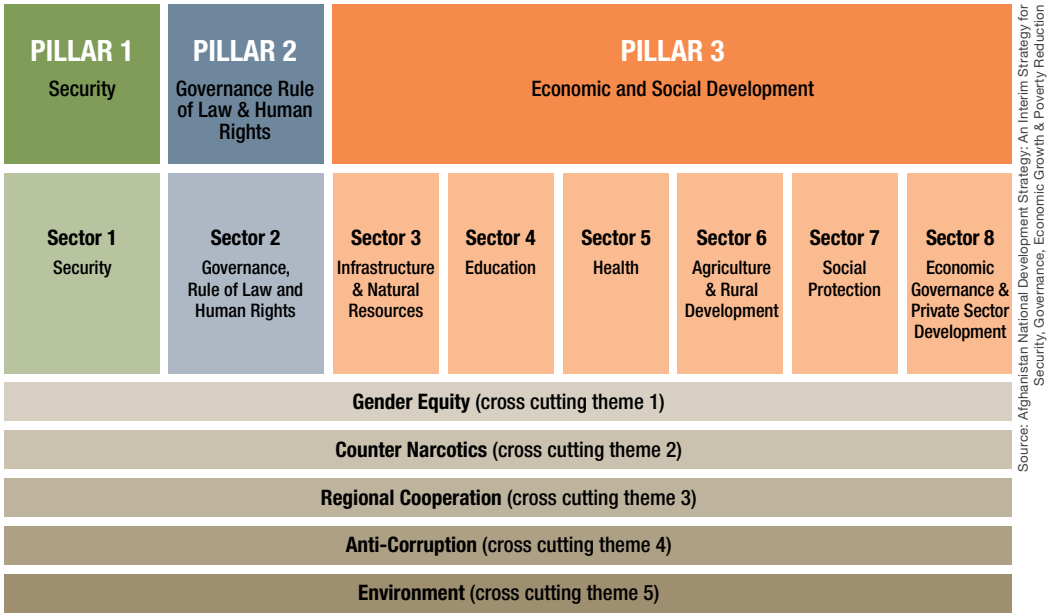 PILLAR 1
Security
PILLAR 2
Governance Rule
of Law & Human
Rights
PILLAR 3
Economic and Social Development
Sector 1
Security
Sector 2
Governance,
Rule of Law and
Human Rights
Sector 3
Infrastructure
& Natural
Resources
Sector 4
Education
Sector 5
Health
Sector 6
Agriculture
& Rural
Development
Sector 7
Social
Protection
Sector 8
Economic
Governance &
Private Sector
Development
Gender Equity (cross cutting theme 1)
Counter Narcotics (cross cutting theme 2)
Regional Cooperation (cross cutting theme 3)
Anti-Corruption (cross cutting theme 4)
Environment (cross cutting theme 5)
Source: Afghanistan National Development Strategy: An Interim Strategy for
Security, Governance, Economic Growth & Poverty Reduction